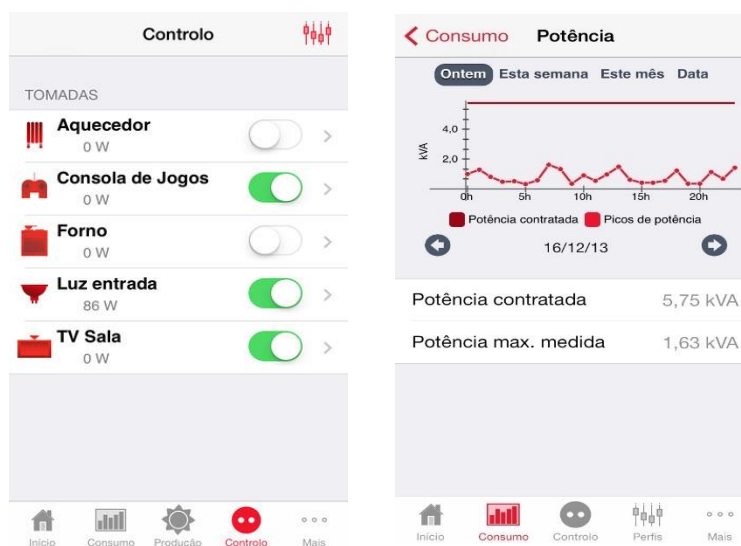 Controlo
TOMADAS
Aquecedor
0 W
Consola de Jogos
0 W
Forno
0 W
Luz entrada
86 W
TV Sala
0 W
Início Consumo Produção Controlo Mais
Consumo Potência
Ontem Esta semana Este mês Data
4,0
kVA
2,0
0h 5h 10h 15h 20h
Potência contratada Picos de potência
16/12/13
Potência contratada 5,75 kVA
Potência max. medida 1,63 kVA
Início Consumo Controlo Perfis Mais